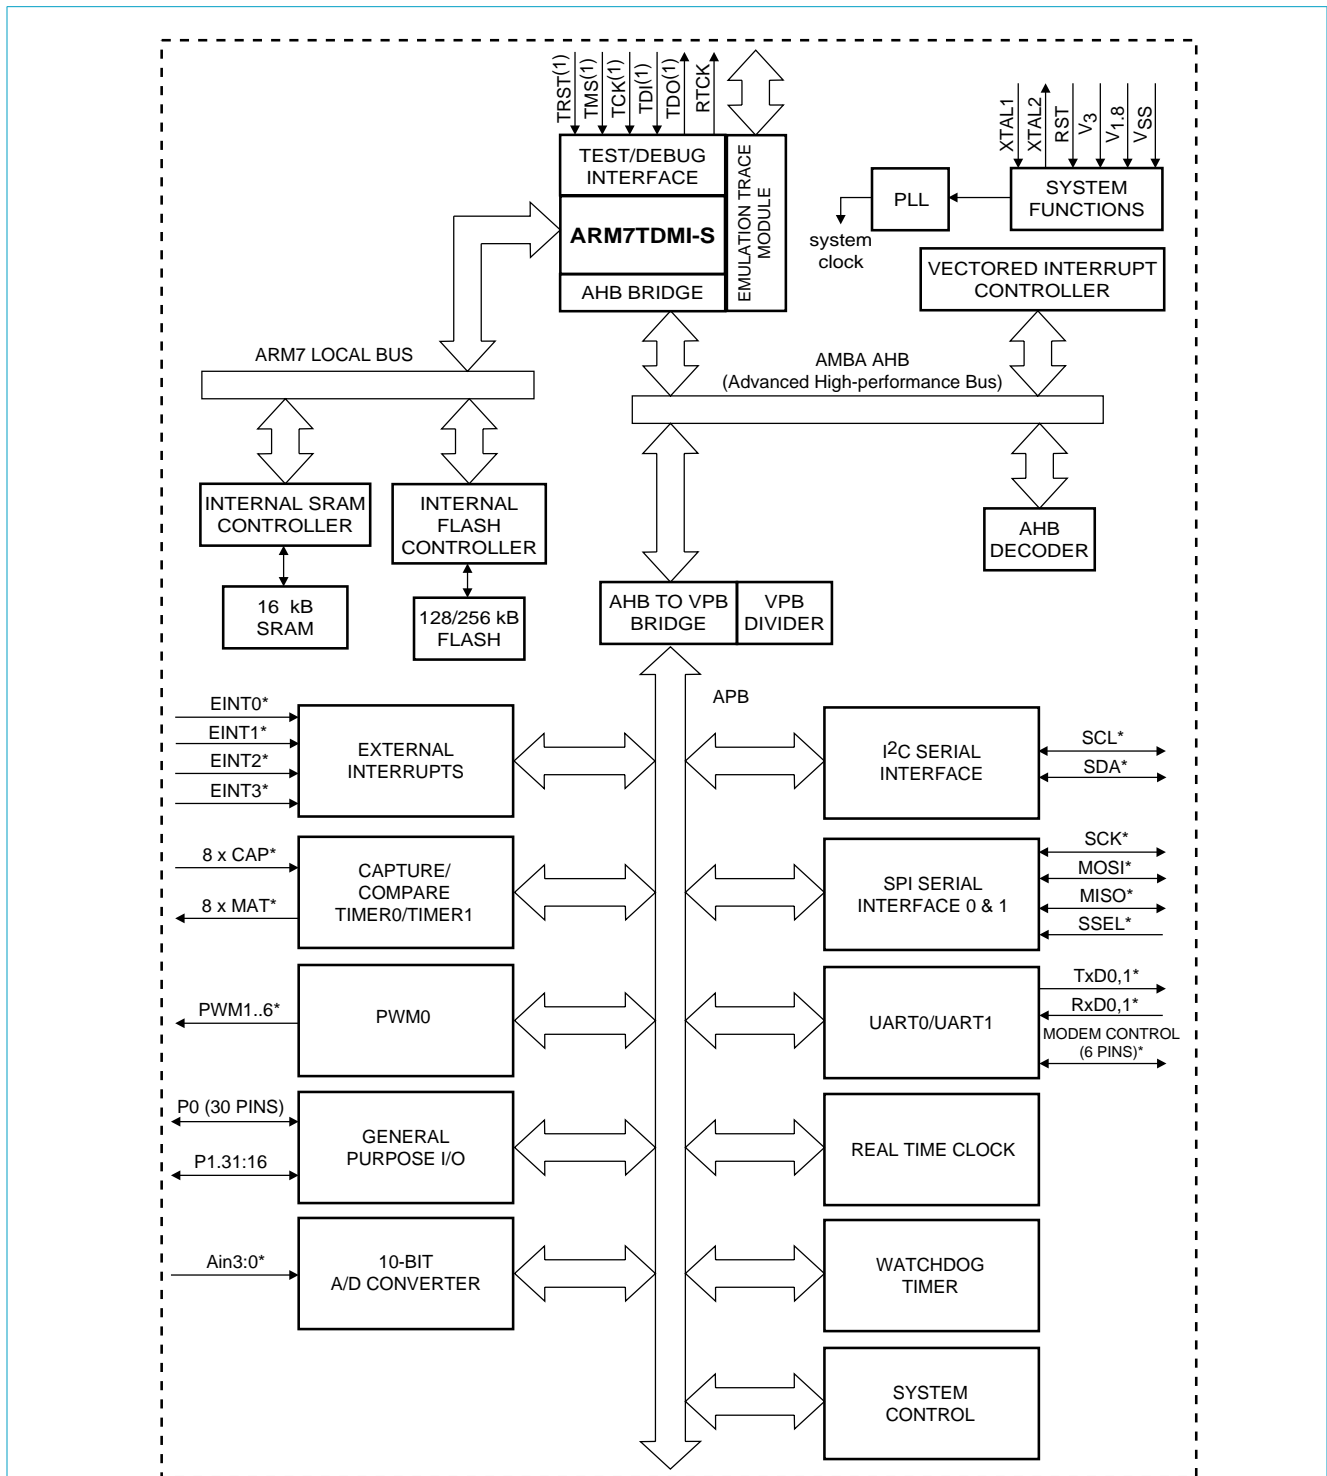 TRST(1)
TMS(1)
TCK(1)
TDI(1)
TDO(1)
RTCK
XTAL1
XTAL2
RST
V3
V1.8
VSS
TEST/DEBUG
INTERFACE
ARM7TDMI-S
AHB BRIDGE
EMULATION TRACE
MODULE
PLL
SYSTEM
FUNCTIONS
system
clock
VECTORED INTERRUPT
CONTROLLER
ARM7 LOCAL BUS
AMBA AHB
(Advanced High-performance Bus)
INTERNAL SRAM
CONTROLLER
INTERNAL
FLASH
CONTROLLER
AHB
DECODER
16 kB
SRAM
128/256 kB
FLASH
AHB TO VPB
BRIDGE
VPB
DIVIDER
APB
EINT0*
EINT1*
EINT2*
EINT3*
EXTERNAL
INTERRUPTS
I2C SERIAL
INTERFACE
SCL*
SDA*
8 x CAP*
8 x MAT*
CAPTURE/
COMPARE
TIMER0/TIMER1
SPI SERIAL
INTERFACE 0 & 1
SCK*
MOSI*
MISO*
SSEL*
PWM1..6*
PWM0
UART0/UART1
TxD0,1*
RxD0,1*
MODEM CONTROL
(6 PINS)*
P0 (30 PINS)
P1.31:16
GENERAL
PURPOSE I/O
REAL TIME CLOCK
Ain3:0*
10-BIT
A/D CONVERTER
WATCHDOG
TIMER
SYSTEM
CONTROL